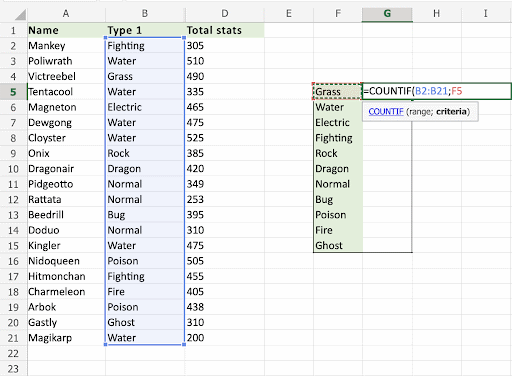 A B D E F G H I
1 Name Type 1 Total stats
2 Mankey Fighting 305
3 Poliwrath Water 510
4 Victreebel Grass 490
5 Tentacool Water 335 Grass =COUNTIF(B2:B21;F5
6 Magneton Electric 465 Water COUNTIF (range; criteria)
7 Dewgong Water 475 Electric
8 Cloyster Water 525 Fighting
9 Onix Rock 385 Rock
10 Dragonair Dragon 420 Dragon
11 Pidgeotto Normal 349 Normal
12 Rattata Normal 253 Bug
13 Beedrill Bug 395 Poison
14 Doduo Normal 310 Fire
15 Kingler Water 475 Ghost
16 Nidoqueen Poison 505
17 Hitmonchan Fighting 455
18 Charmeleon Fire 405
19 Arbok Poison 438
20 Gastly Ghost 310
21 Magikarp Water 200
22
23